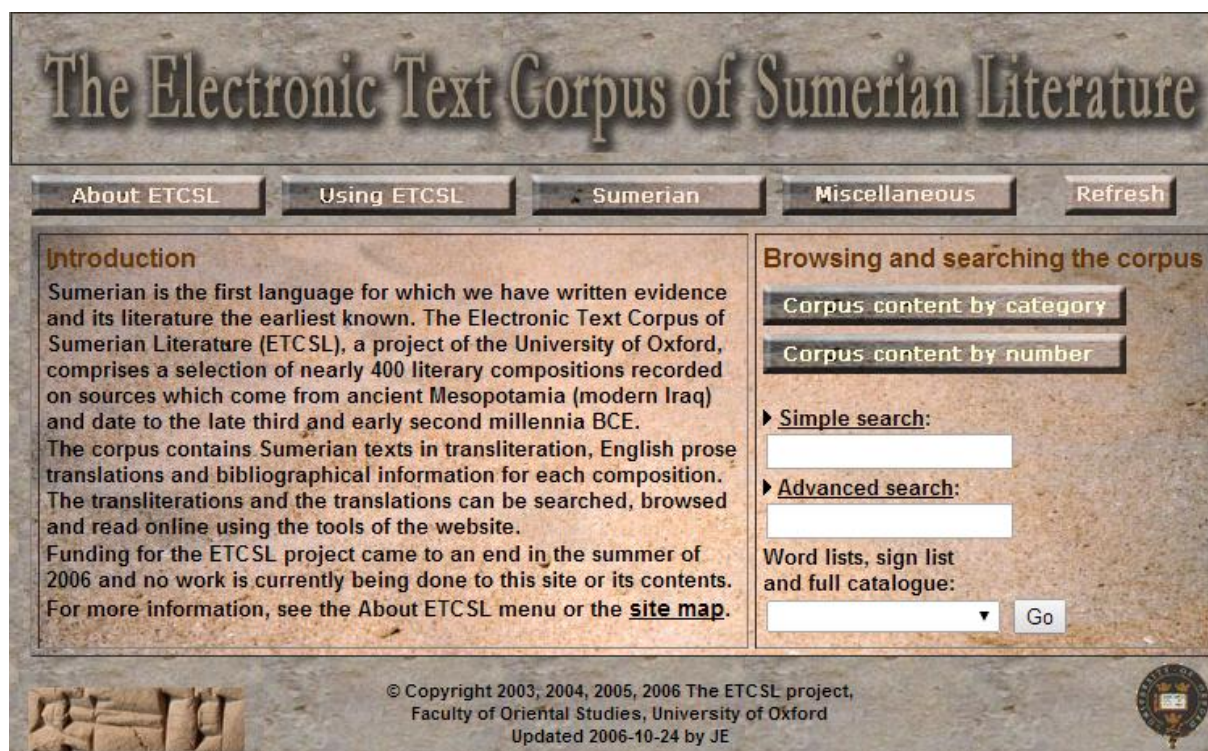 The Electronic Text Corpus of Sumerian Literature
About ETCSL
Using ETCSL
Sumerian
Miscellaneous
Refresh
Introduction
Sumerian is the first language for which we have written evidence
and its literature the earliest known. The Electronic Text Corpus of
Sumerian Literature (ETCSL), a project of the University of Oxford,
comprises a selection of nearly 400 literary compositions recorded
on sources which come from ancient Mesopotamia (modern Iraq)
and date to the late third and early second millennia BCE.
The corpus contains Sumerian texts in transliteration, English prose
translations and bibliographical information for each composition.
The transliterations and the translations can be searched, browsed
and read online using the tools of the website.
Funding for the ETCSL project came to an end in the summer of
2006 and no work is currently being done to this site or its contents.
For more information, see the About ETCSL menu or the site map.
Browsing and searching the corpus
Corpus content by category
Corpus content by number
Simple search:
Advanced search:
Word lists, sign list
and full catalogue:
Go
© Copyright 2003, 2004, 2005, 2006 The ETCSL project,
Faculty of Oriental Studies, University of Oxford
Updated 2006-10-24 by JE